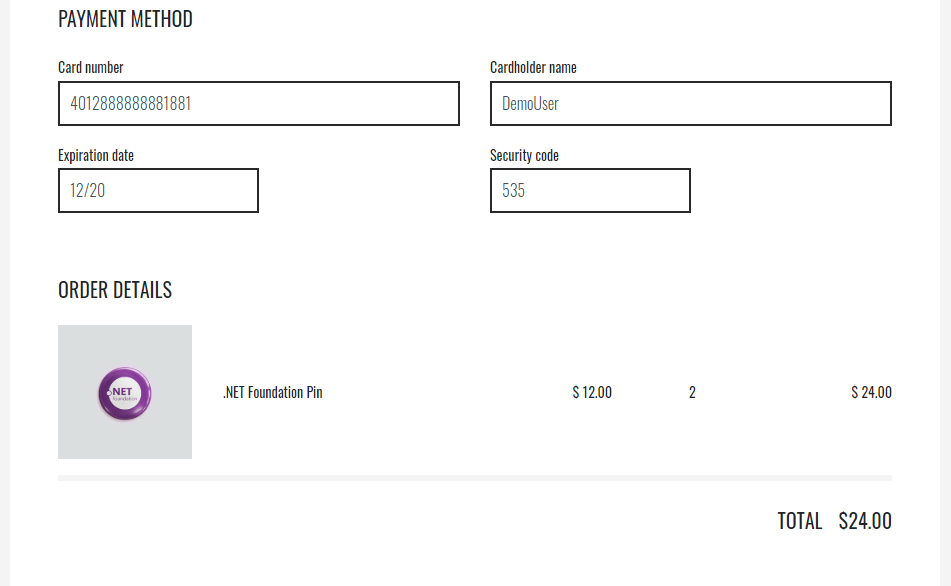 PAYMENT METHOD
Card number
Cardholder name
4012888888881881
DemoUser
Expiration date
Security code
12/20
535
ORDER DETAILS
.NET
foundation
.NET Foundation Pin $ 12.00 2 $ 24.00
TOTAL $24.00